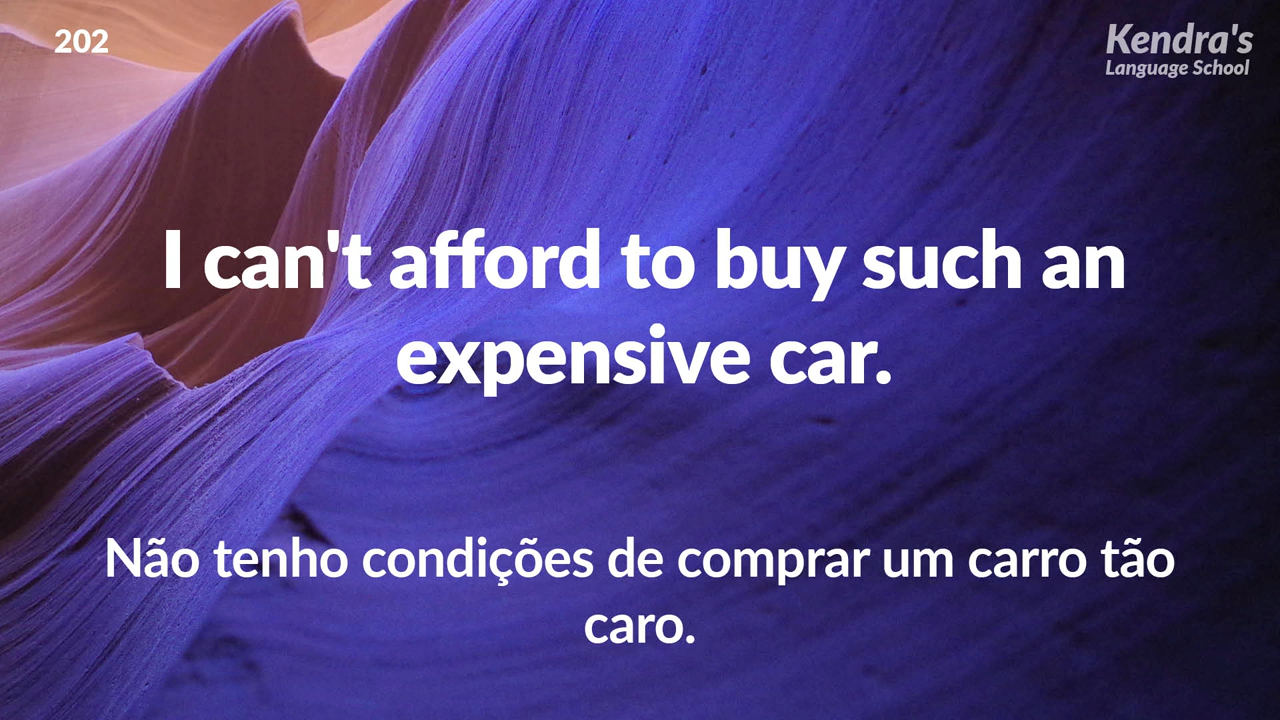 202
Kendra's
Language School
I can't afford to buy such an
expensive car.
Não tenho condições de comprar um carro tão
caro.